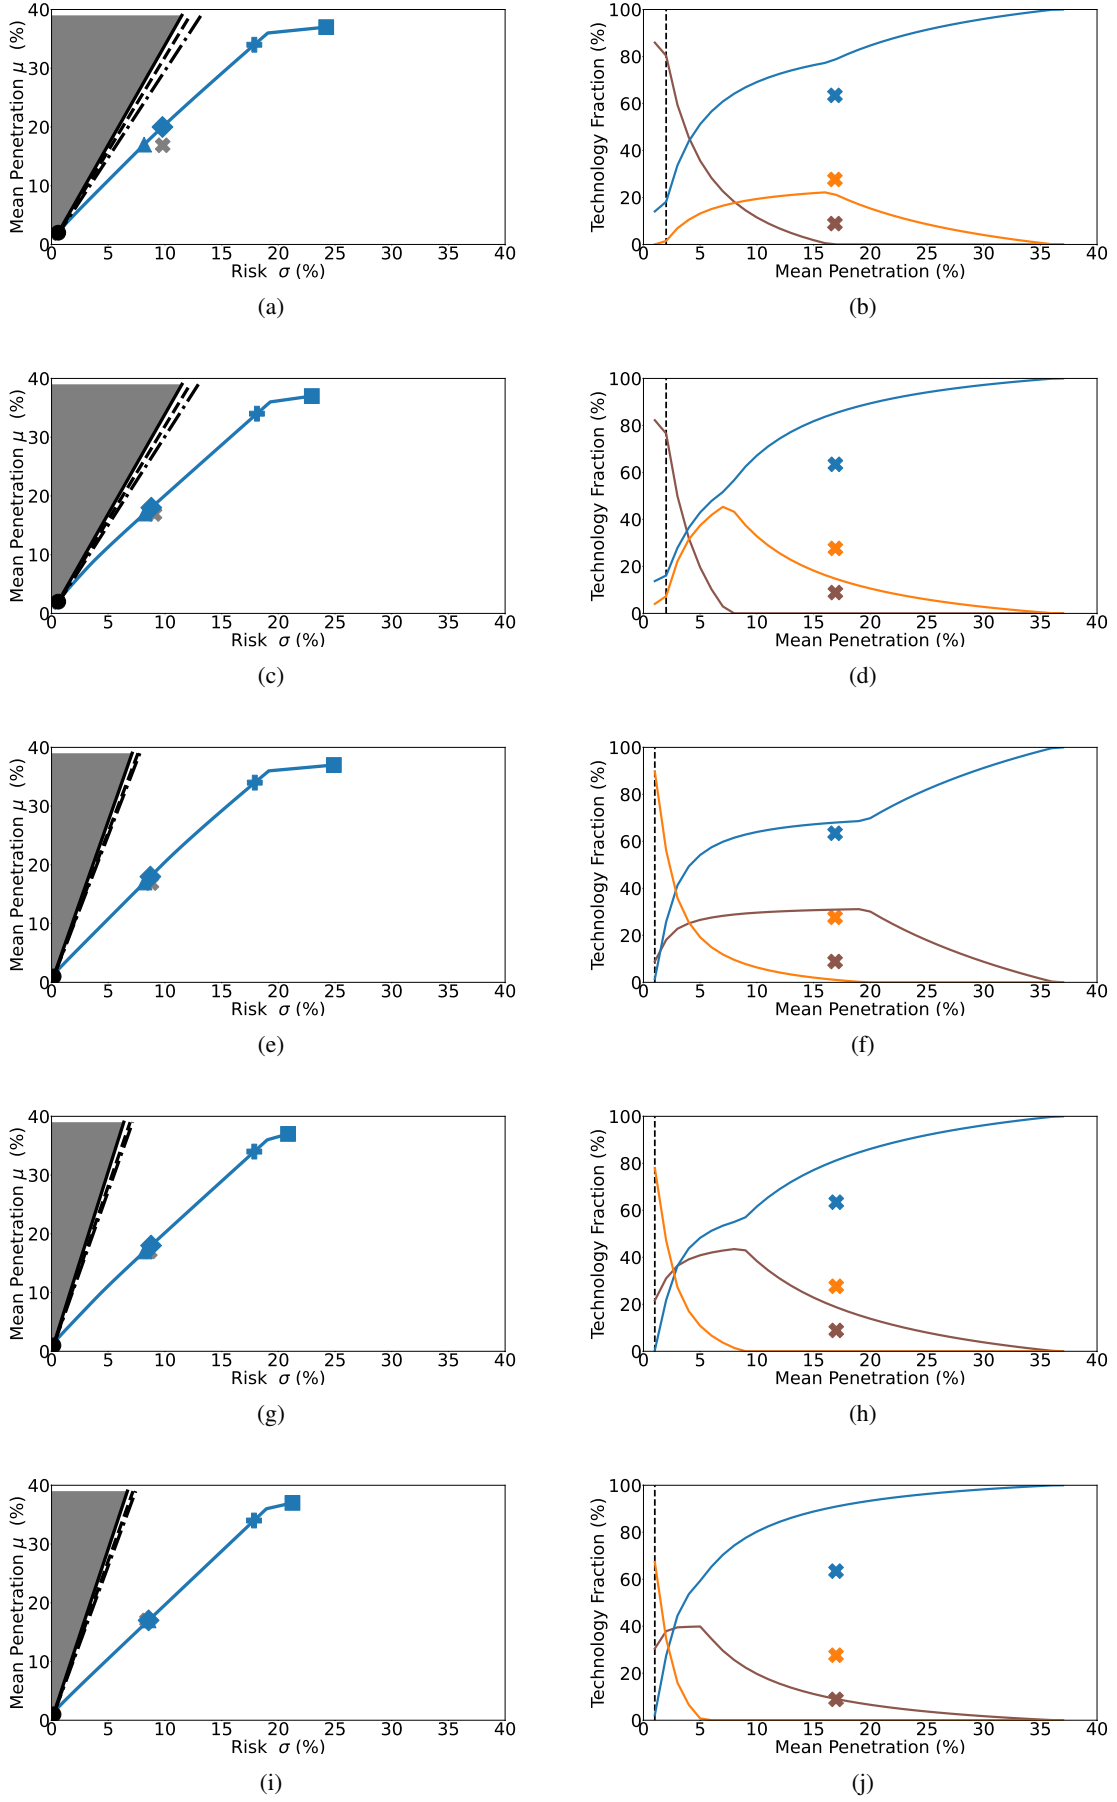 40
30
20
10
0
Mean Penetration μ (%)
0 5 10 15 20 25 30 35 40
Risk σ (%)
(a)
100
80
60
40
20
0
Technology Fraction (%)
0 5 10 15 20 25 30 35 40
Mean Penetration (%)
(b)
40
30
20
10
0
Mean Penetration μ (%)
0 5 10 15 20 25 30 35 40
Risk σ (%)
(c)
100
80
60
40
20
0
Technology Fraction (%)
0 5 10 15 20 25 30 35 40
Mean Penetration (%)
(d)
40
30
20
10
0
Mean Penetration μ (%)
0 5 10 15 20 25 30 35 40
Risk σ (%)
(e)
100
80
60
40
20
0
Technology Fraction (%)
0 5 10 15 20 25 30 35 40
Mean Penetration (%)
(f)
40
30
20
10
0
Mean Penetration μ (%)
0 5 10 15 20 25 30 35 40
Risk σ (%)
(g)
100
80
60
40
20
0
Technology Fraction (%)
0 5 10 15 20 25 30 35 40
Mean Penetration (%)
(h)
40
30
20
10
0
Mean Penetration μ (%)
0 5 10 15 20 25 30 35 40
Risk σ (%)
(i)
100
80
60
40
20
0
Technology Fraction (%)
0 5 10 15 20 25 30 35 40
Mean Penetration (%)
(j)